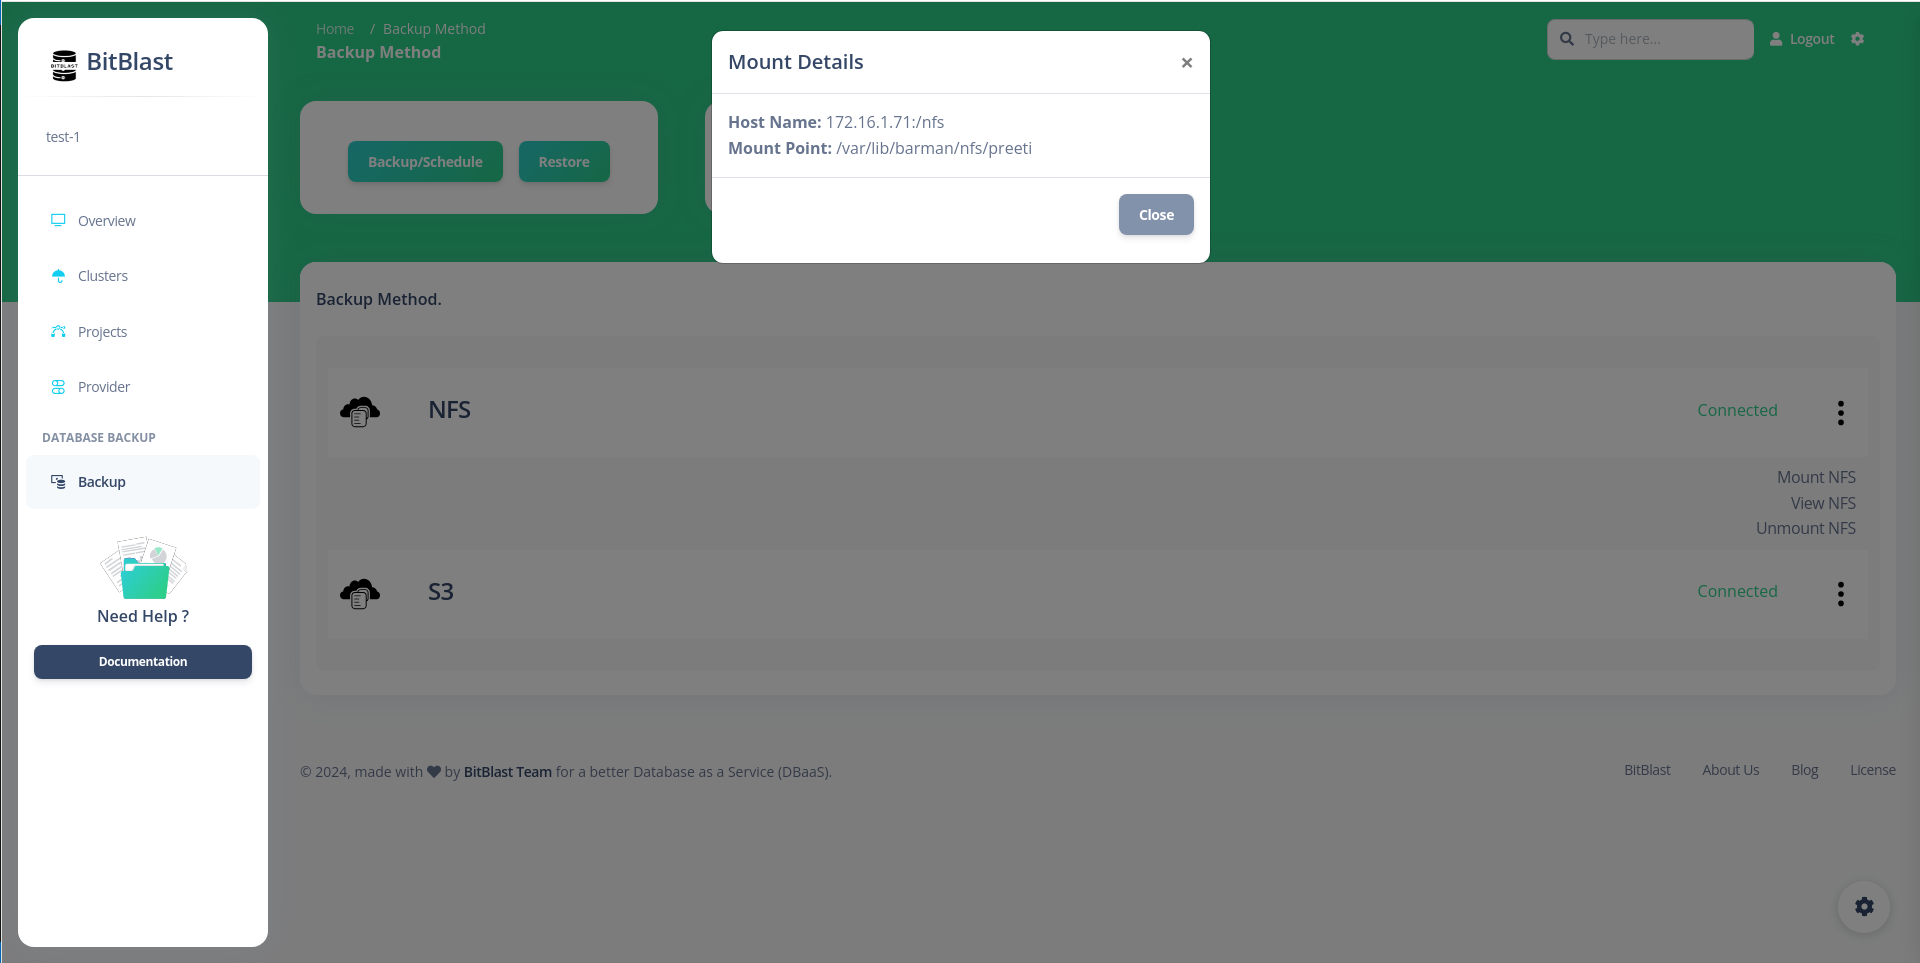 BitBlast
test-1
Overview
Clusters
Projects
Provider
DATABASE BACKUP
Backup
Need Help ?
Documentation
Home / Backup Method
Backup Method
Type here...
Logout
Backup/Schedule
Restore
Mount Details
×
Host Name: 172.16.1.71:/nfs
Mount Point: /var/lib/barman/nfs/preeti
Close
Backup Method.
NFS
Connected
Mount NFS
View NFS
Unmount NFS
S3
Connected
© 2024, made with by BitBlast Team for a better Database as a Service (DBaaS).
BitBlast
About Us
Blog
License